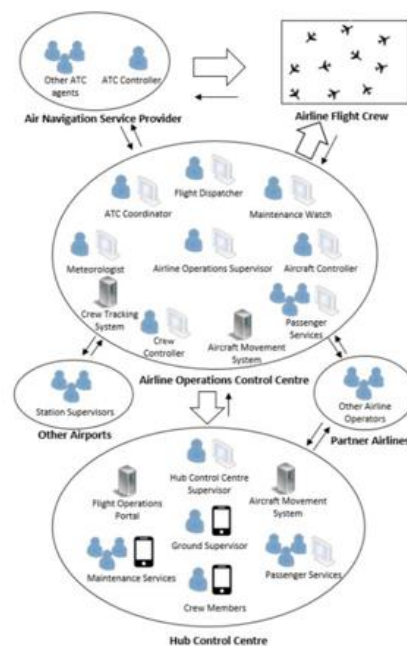 Other ATC
agents
ATC Controller
Air Navigation Service Provider
Airline Flight Crew
Flight Dispatcher
ATC Coordinator
Maintenance Watch
Meteorologist
Airline Operations Supervisor
Aircraft Controller
Crew Tracking
System
Crew
Controller
Aircraft Movement
System
Passenger
Services
Airline Operations Control Centre
Station Supervisors
Other Airports
Other Airline
Operators
Partner Airlines
Hub Control Centre
Supervisor
Flight Operations
Portal
Aircraft Movement
System
Ground Supervisor
Maintenance Services
Passenger Services
Crew Members
Hub Control Centre